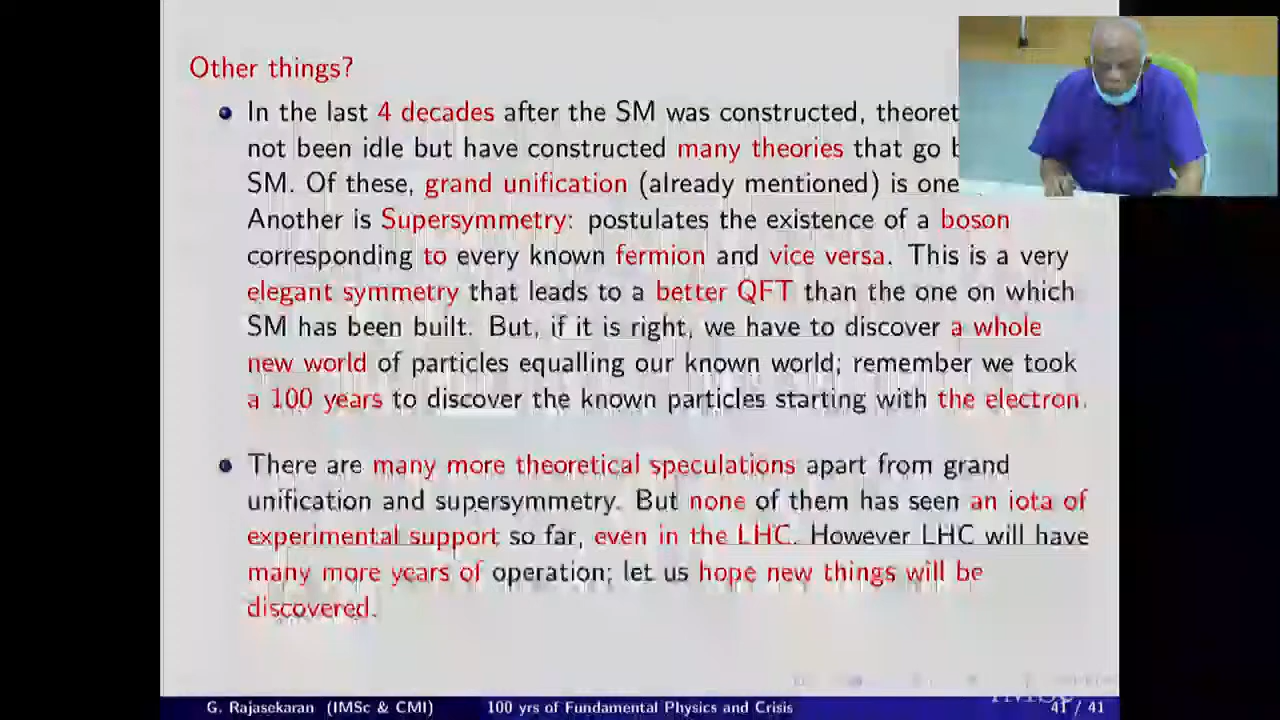 Other things?
In the last 4 decades after the SM was constructed, theoret
not been idle but have constructed many theories that go b
SM. Of these, grand unification (already mentioned) is one
Another is Supersymmetry: postulates the existence of a boson
corresponding to every known fermion and vice versa. This is a very
elegant symmetry that leads to a better QFT than the one on which
SM has been built. But, if it is right, we have to discover a whole
new world of particles equalling our known world; remember we took
a 100 years to discover the known particles starting with the electron.
There are many more theoretical speculations apart from grand
unification and supersymmetry. But none of them has seen an iota of
experimental support so far, even in the LHC. However LHC will have
many more years of operation; let us hope new things will be
discovered.
G. Rajasekaran (IMSc & CMI) 100 yrs of Fundamental Physics and Crisis 41 / 41